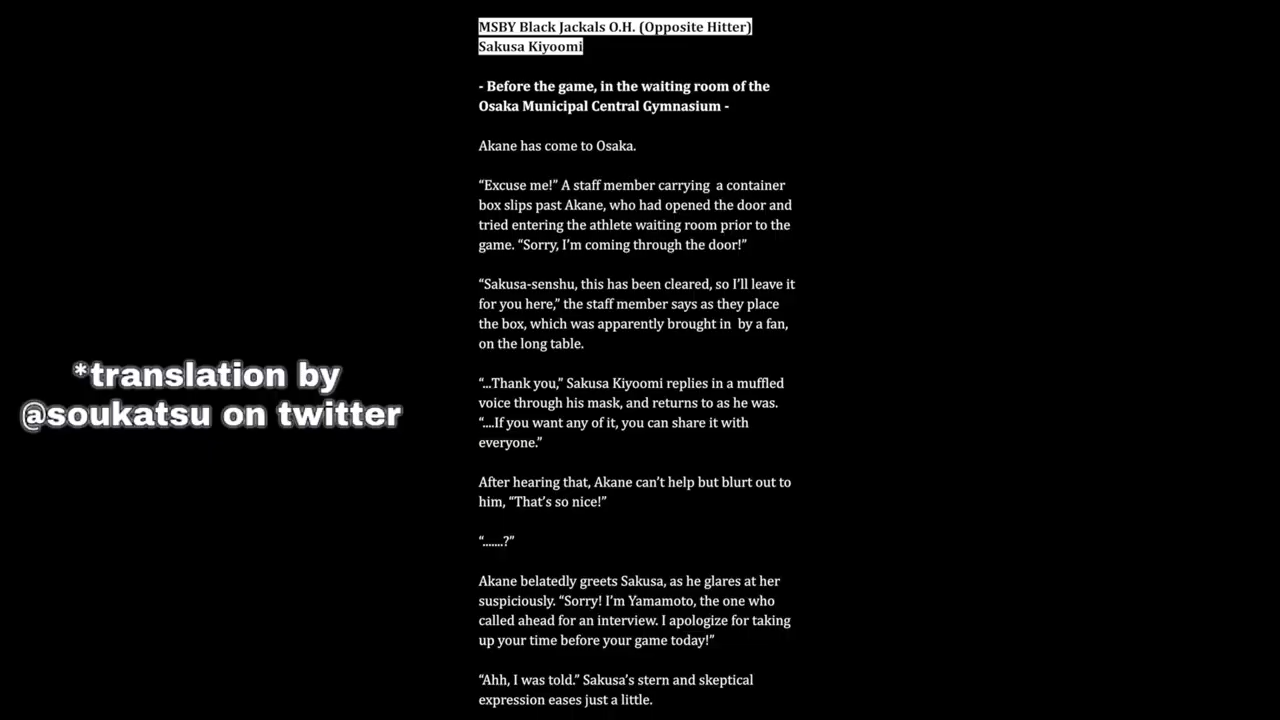 MSBY Black Jackals O.H. (Opposite Hitter)
Sakusa Kiyoomi
- Before the game, in the waiting room of the
Osaka Municipal Central Gymnasium -
Akane has come to Osaka.
“Excuse me!” A staff member carrying  a container
box slips past Akane, who had opened the door and
tried entering the athlete waiting room prior to the
game. “Sorry, I’m coming through the door!”
“Sakusa-senshu, this has been cleared, so I’ll leave it
for you here,” the staff member says as they place
the box, which was apparently brought in  by a fan,
on the long table.
“...Thank you,” Sakusa Kiyoomi replies in a muffled
voice through his mask, and returns to as he was.
“....If you want any of it, you can share it with
everyone.”
After hearing that, Akane can’t help but blurt out to
him, “That’s so nice!”
“.......?”
Akane belatedly greets Sakusa, as he glares at her
suspiciously. “Sorry! I’m Yamamoto, the one who
called ahead for an interview. I apologize for taking
up your time before your game today!”
“Ahh, I was told.” Sakusa’s stern and skeptical
expression eases just a little.
*translation by
@soukatsu on twitter